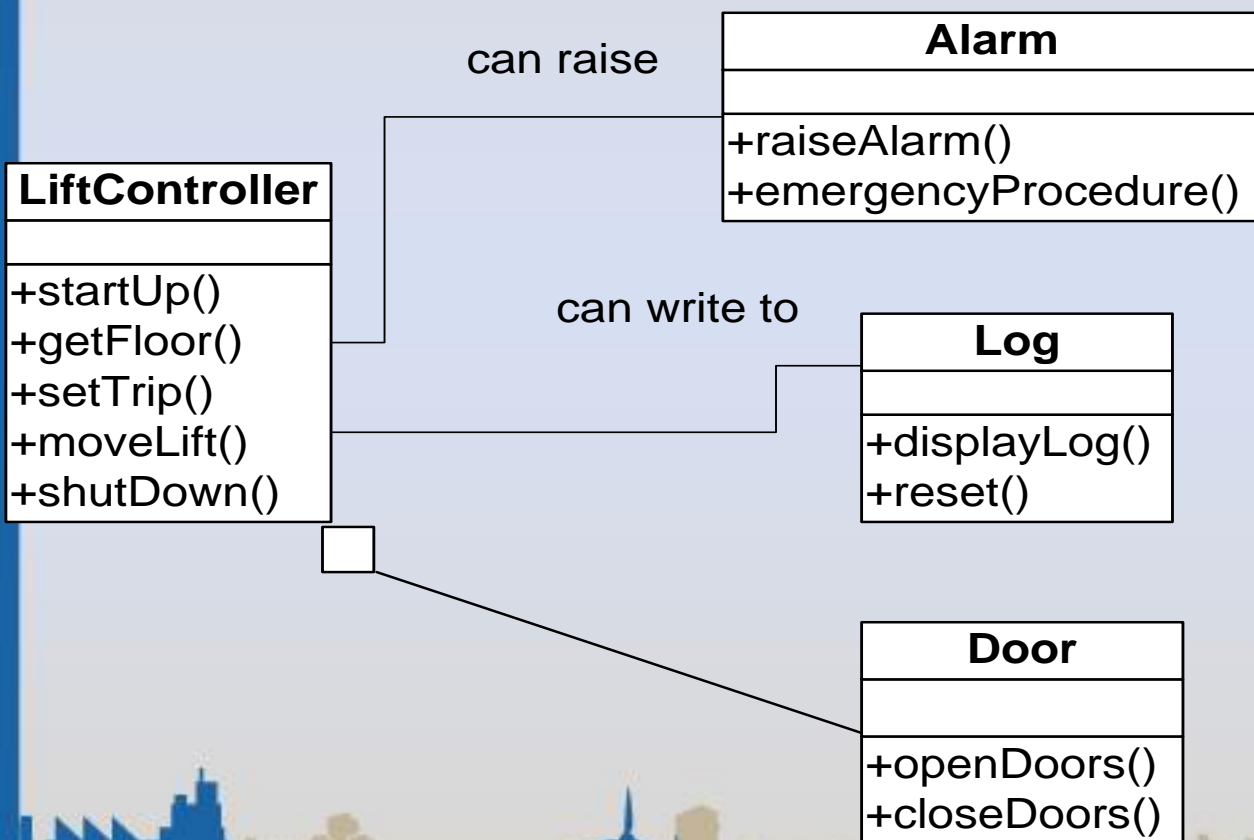 can raise
Alarm
+raiseAlarm()
+emergencyProcedure()
LiftController
+startUp()
+getFloor()
+setTrip()
+moveLift()
+shutDown()
can write to
Log
+displayLog()
+reset()
Door
+openDoors()
+closeDoors()